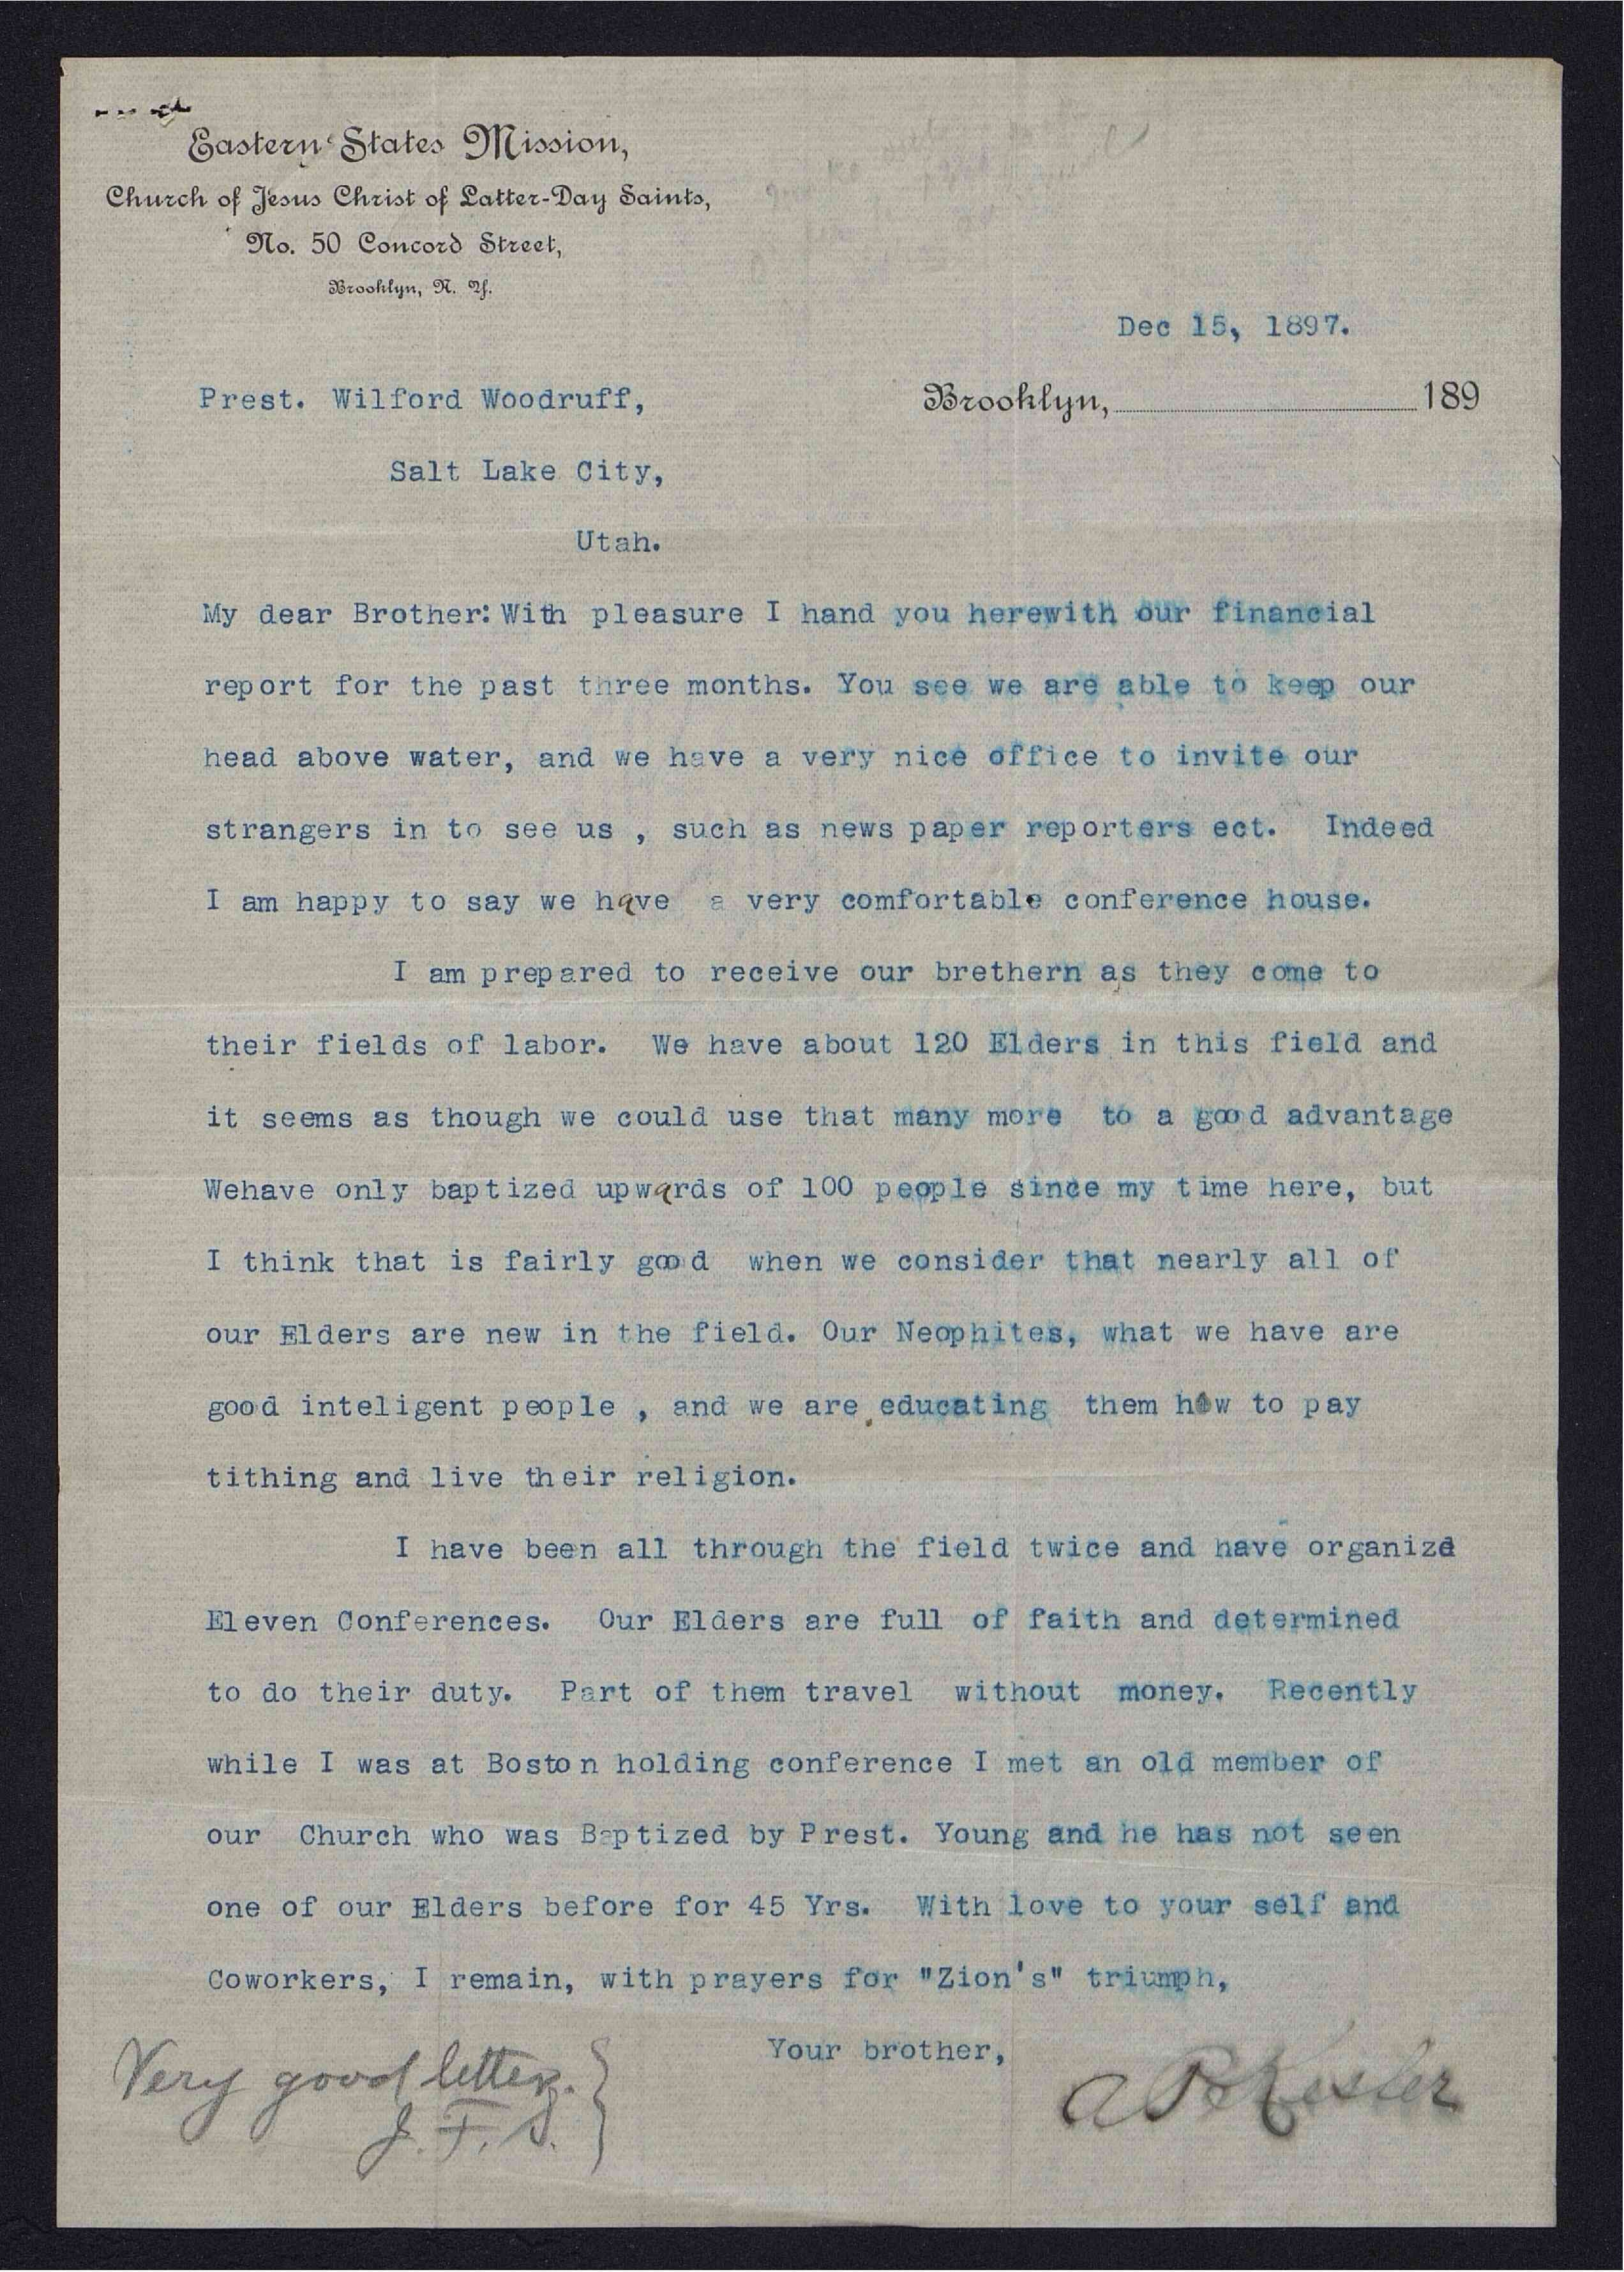 Eastern States Mission,
Church of Jesus Christ of Latter-Day Saints,
No. 50 Concord Street,
Brooklyn, N. Y.
Dec 15, 1897.
Brooklyn, 189
Prest. Wilford Woodruff,
Salt Lake City,
Utah.
My dear Brother: With pleasure I hand you herewith our financial
report for the past three months. You see we are able to keep our
head above water, and we have a very nice office to invite our
strangers in to see us , such as news paper reporters ect. Indeed
I am happy to say we have a very comfortable conference house.
I am prepared to receive our brethern as they come to
their fields of labor. We have about 120 Elders in this field and
it seems as though we could use that many more to a good advantage
Wehave only baptized upwards of 100 people since my time here, but
I think that is fairly good when we consider that nearly all of
our Elders are new in the field. Our Neophites, what we have are
good inteligent people , and we are educating them how to pay
tithing and live their religion.
I have been all through the field twice and have organizd
Eleven Conferences. Our Elders are full of faith and determined
to do their duty. Part of them travel without money. Recently
while I was at Boston holding conference I met an old member of
our Church who was Baptized by Prest. Young and he has not seen
one of our Elders before for 45 Yrs. With love to your self and
Coworkers, I remain, with prayers for "Zion's" triumph,
Your brother,
A P Kesler
Very good letter.
J. F. S.